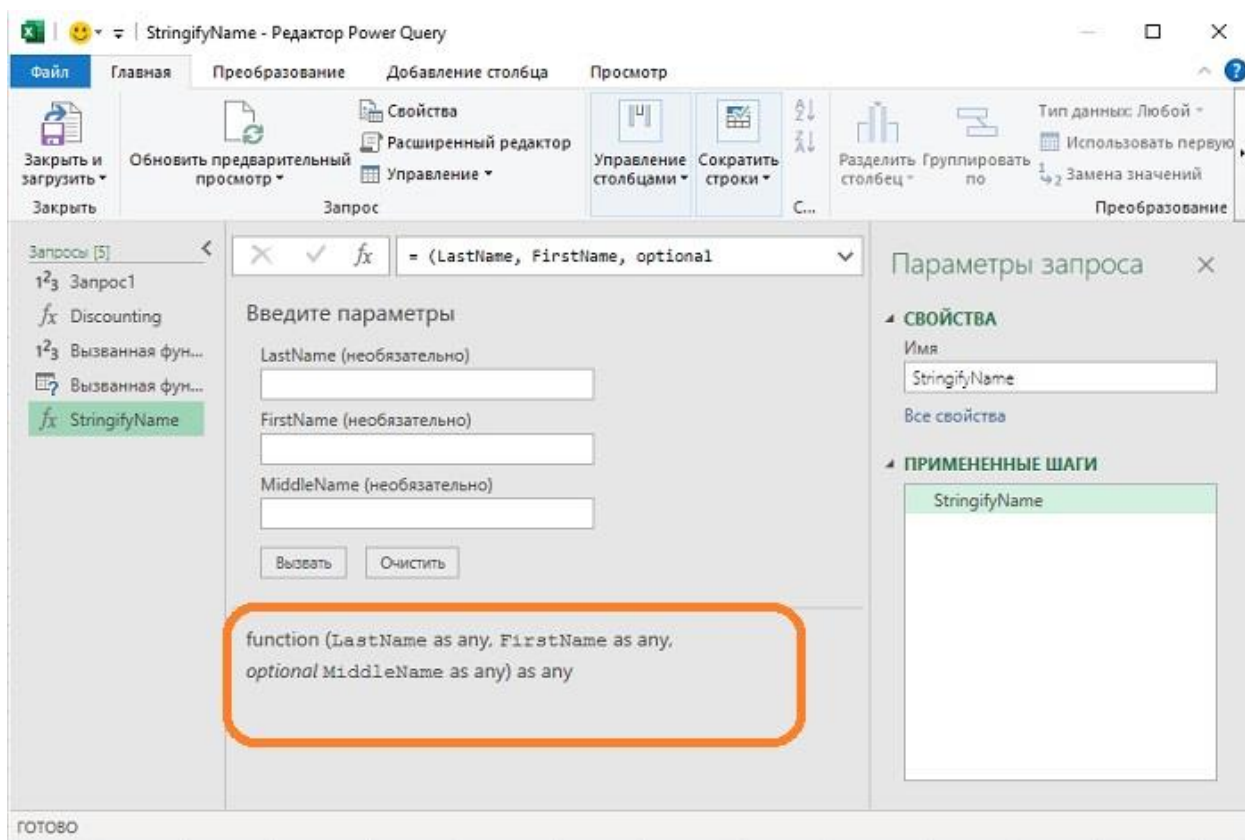 StringifyName - Редактор Power Query
Файл Главная Преобразование Добавление столбца Просмотр
Закрыть и загрузить
Обновить предварительный просмотр
Свойства
Расширенный редактор
Управление
Управление столбцами
Сократить строки
Разделить столбец
Группировать по
Тип данных: Любой
Использовать первую
Замена значений
Закрыть
Запрос
С...
Преобразование
Запросы [5]
Запрос1
Discounting
Вызванная фун...
Вызванная фун...
StringifyName
= (LastName, FirstName, optional
Введите параметры
LastName (необязательно)
FirstName (необязательно)
MiddleName (необязательно)
Вызвать Очистить
function (LastName as any, FirstName as any,
optional MiddleName as any) as any
Параметры запроса
СВОЙСТВА
Имя
StringifyName
Все свойства
ПРИМЕНЕННЫЕ ШАГИ
StringifyName
ГОТОВО